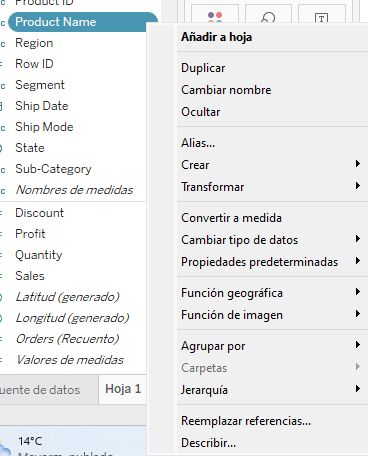 Product ID
Product Name
Region
Row ID
Segment
Ship Date
Ship Mode
State
Sub-Category
Nombres de medidas
Discount
Profit
Quantity
Sales
Latitud (generado)
Longitud (generado)
Orders (Recuento)
Valores de medidas
uente de datos
Hoja 1
14°C
Añadir a hoja
Duplicar
Cambiar nombre
Ocultar
Alias...
Crear
Transformar
Convertir a medida
Cambiar tipo de datos
Propiedades predeterminadas
Función geográfica
Función de imagen
Agrupar por
Carpetas
Jerarquía
Reemplazar referencias...
Describir...